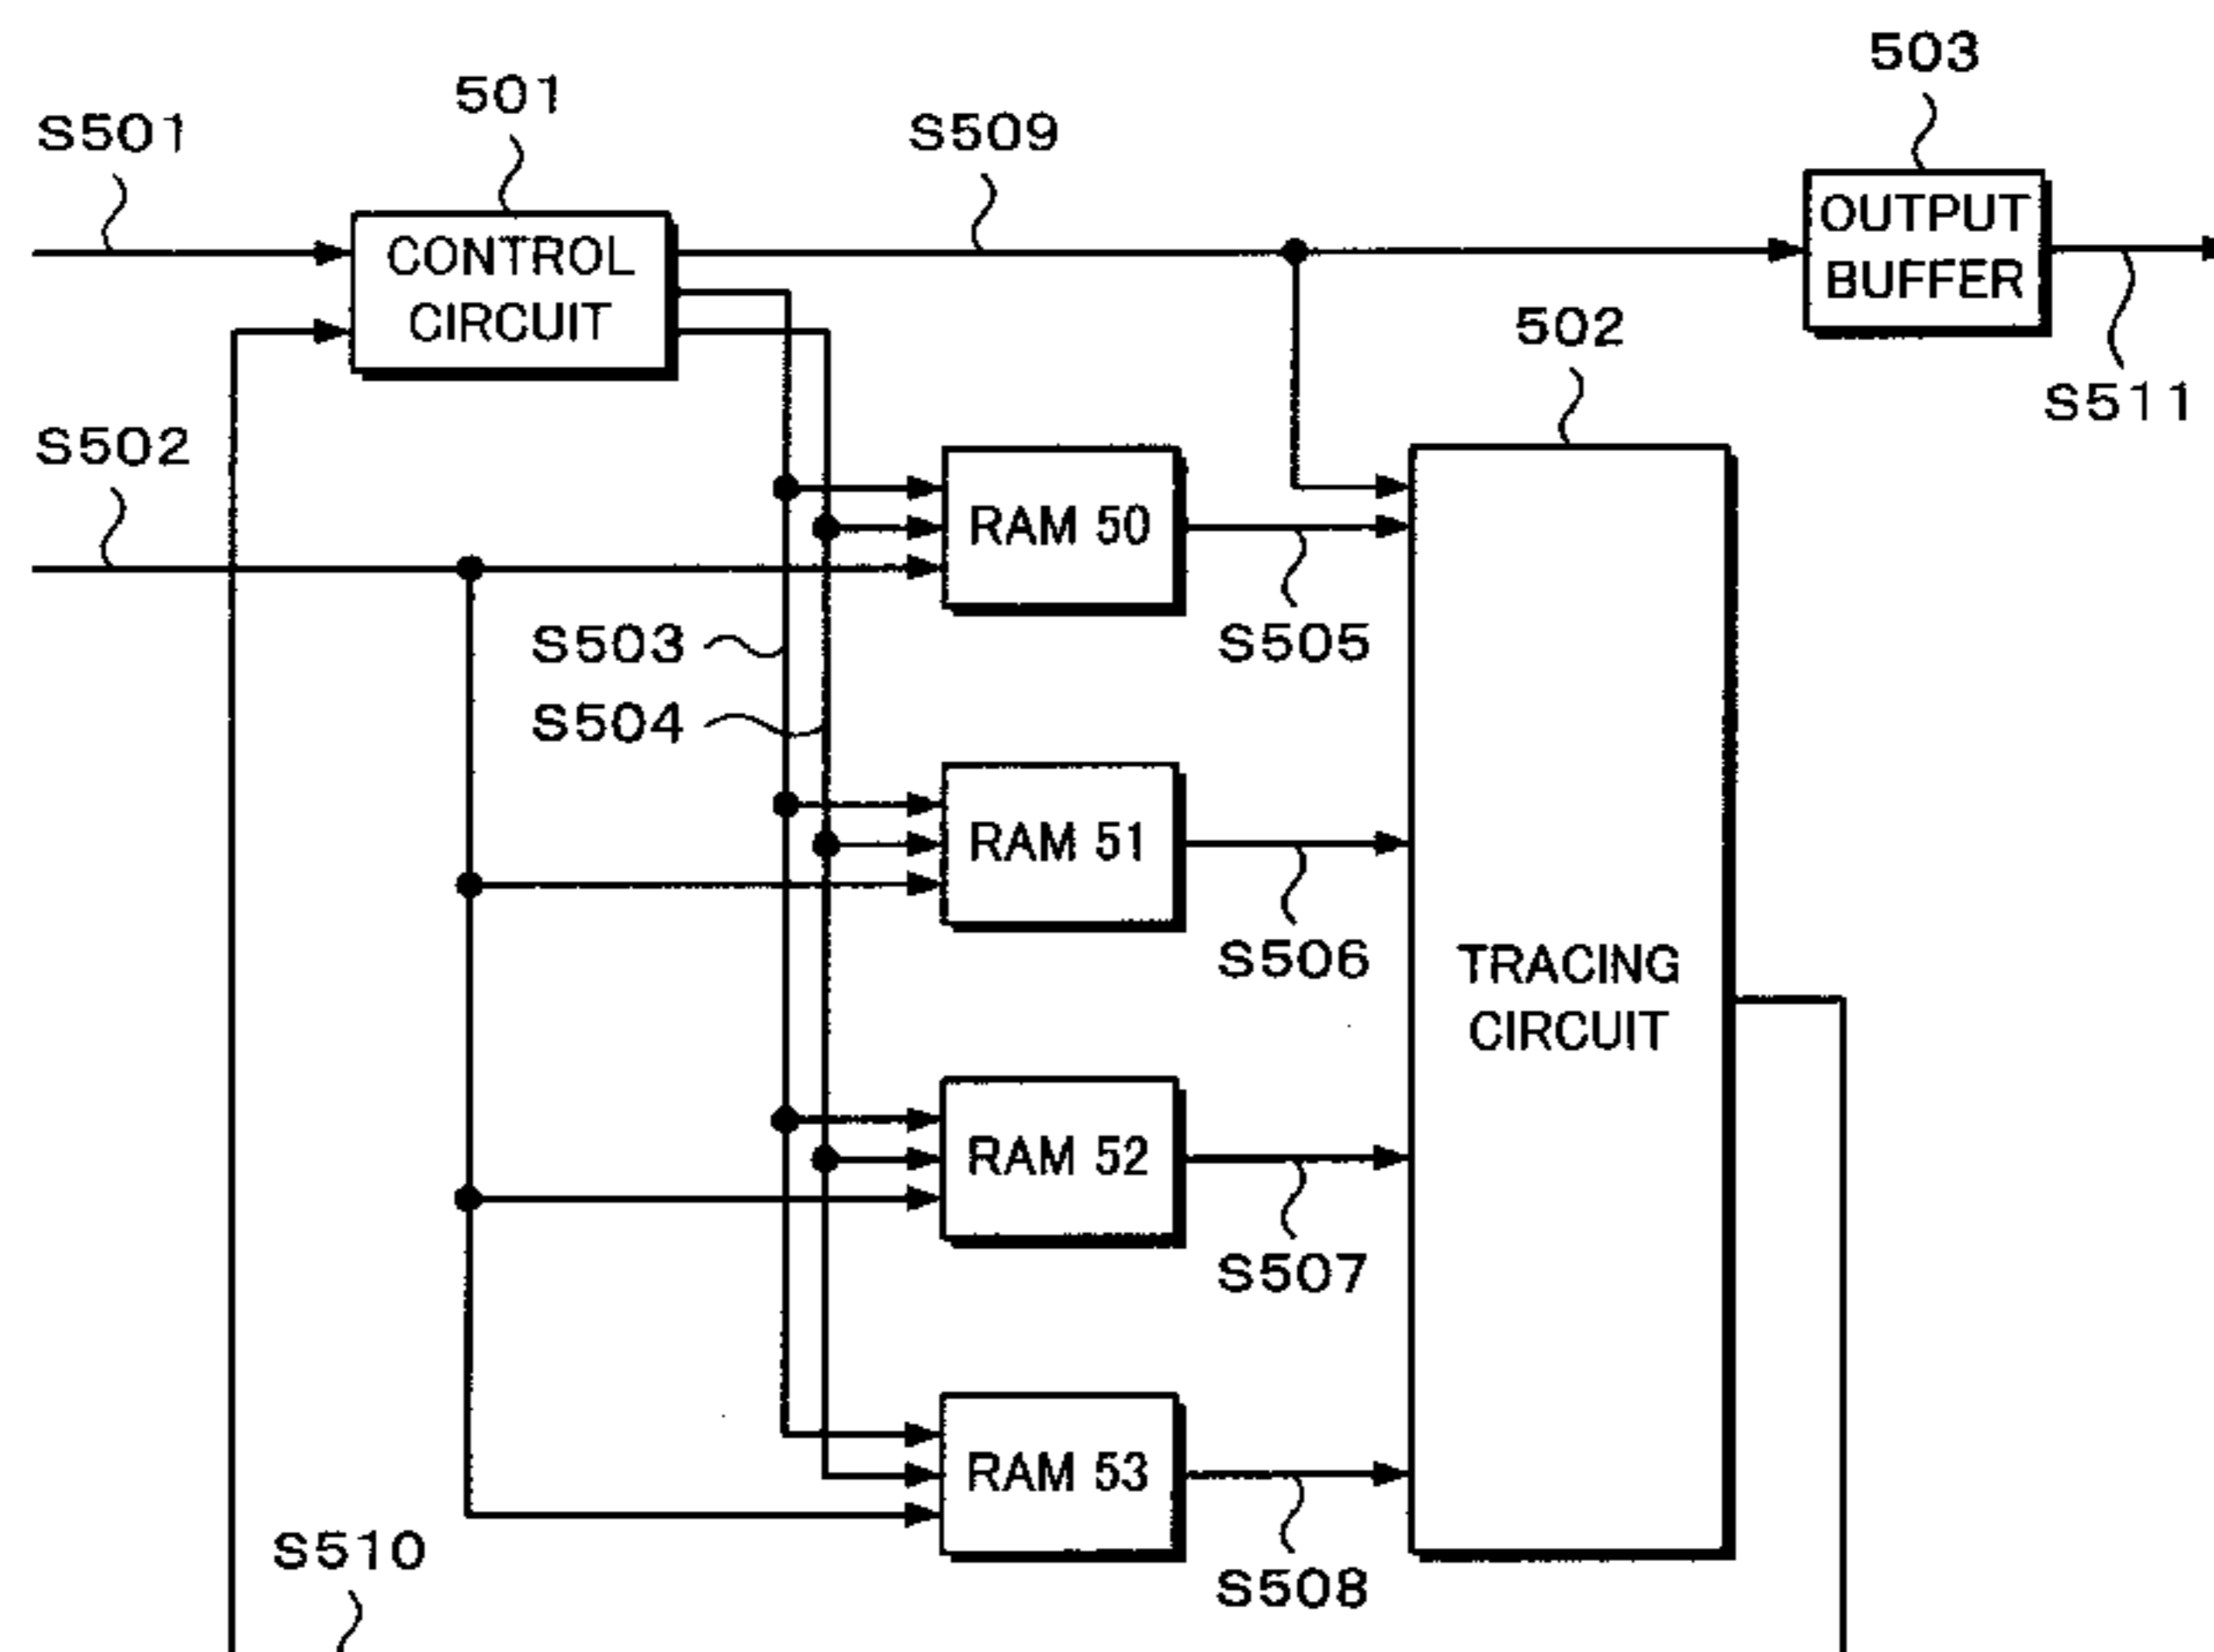 503
501
S501
S509
OUTPUT
BUFFER
CONTROL
CIRCUIT
502
S511
S502
RAM 50
S503
S505
S504
RAM 51
S506
TRACING
CIRCUIT
RAM 52
S507
RAM 53
S510
S508